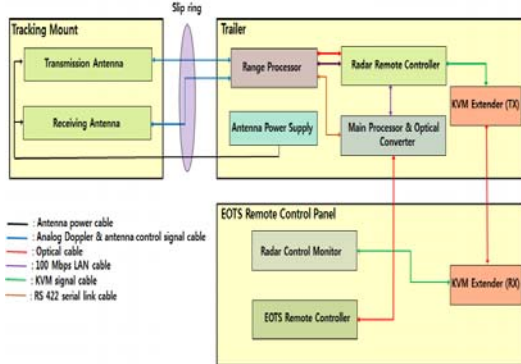 Slip ring
Tracking Mount
Trailer
Transmission Antenna
Range Processor
Radar Remote Controller
KVM Extender (TX)
Receiving Antenna
Antenna Power Supply
Main Processor & Optical
Converter
EOTS Remote Control Panel
: Antenna power cable
: Analog Doppler & antenna control signal cable
: Optical cable
: 100 Mbps LAN cable
: KVM signal cable
: RS 422 serial link cable
Radar Control Monitor
KVM Extender (RX)
EOTS Remote Controller